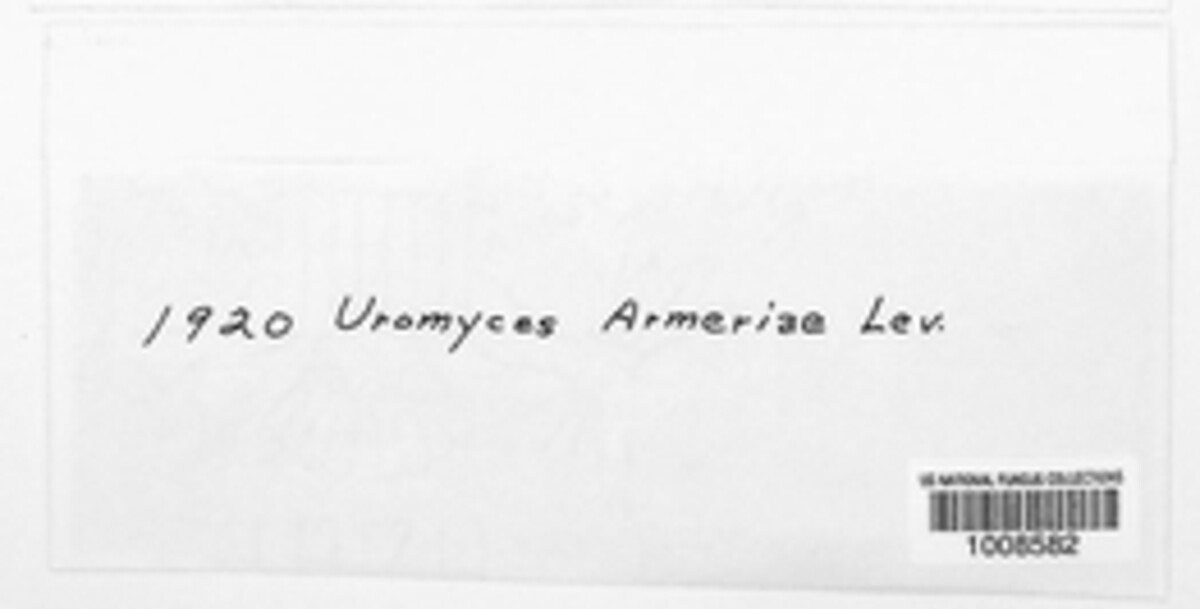 1920 Uromyces Armeriae Lev.
US NATIONAL FUNGUS COLLECTIONS
1008582